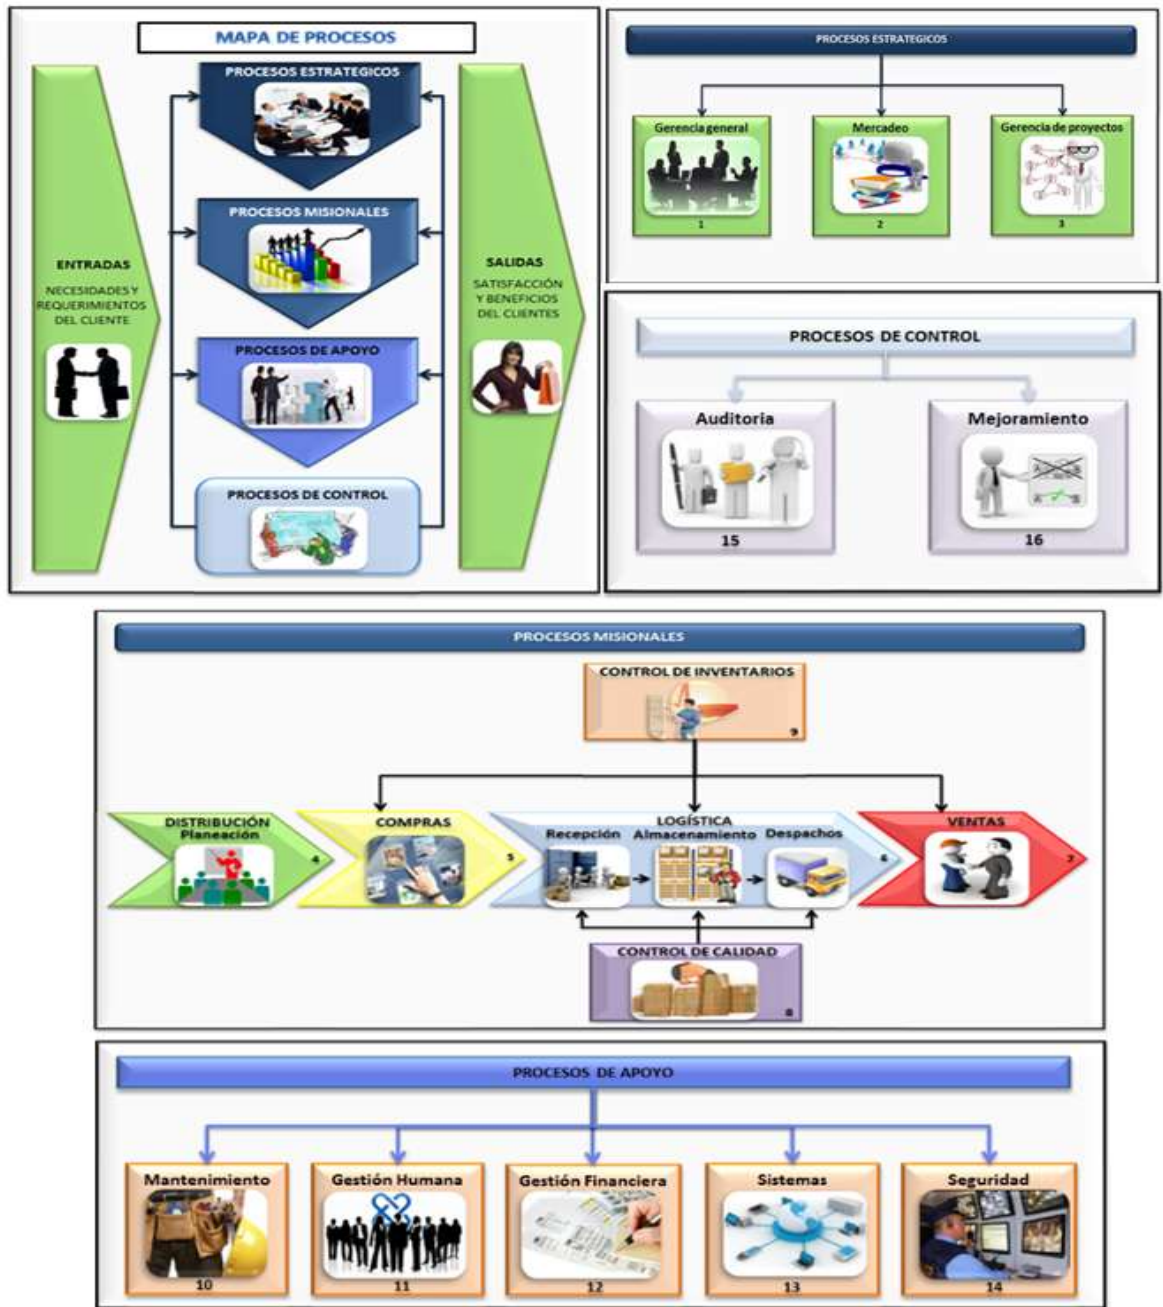 MAPA DE PROCESOS
ENTRADAS
NECESIDADES Y
REQUERIMIENTOS
DEL CLIENTE
PROCESOS ESTRATEGICOS
PROCESOS MISIONALES
PROCESOS DE APOYO
PROCESOS DE CONTROL
SALIDAS
SATISFACCIÓN
Y BENEFICIOS
DEL CLIENTES
PROCESOS ESTRATEGICOS
Gerencia general
1
Mercadeo
2
Gerencia de proyectos
3
PROCESOS DE CONTROL
Auditoria
15
Mejoramiento
16
PROCESOS MISIONALES
CONTROL DE INVENTARIOS
9
DISTRIBUCIÓN
Planeación
4
COMPRAS
5
LOGÍSTICA
Recepción
Almacenamiento
Despachos
6
VENTAS
7
CONTROL DE CALIDAD
8
PROCESOS DE APOYO
Mantenimiento
10
Gestión Humana
11
Gestión Financiera
12
Sistemas
13
Seguridad
14